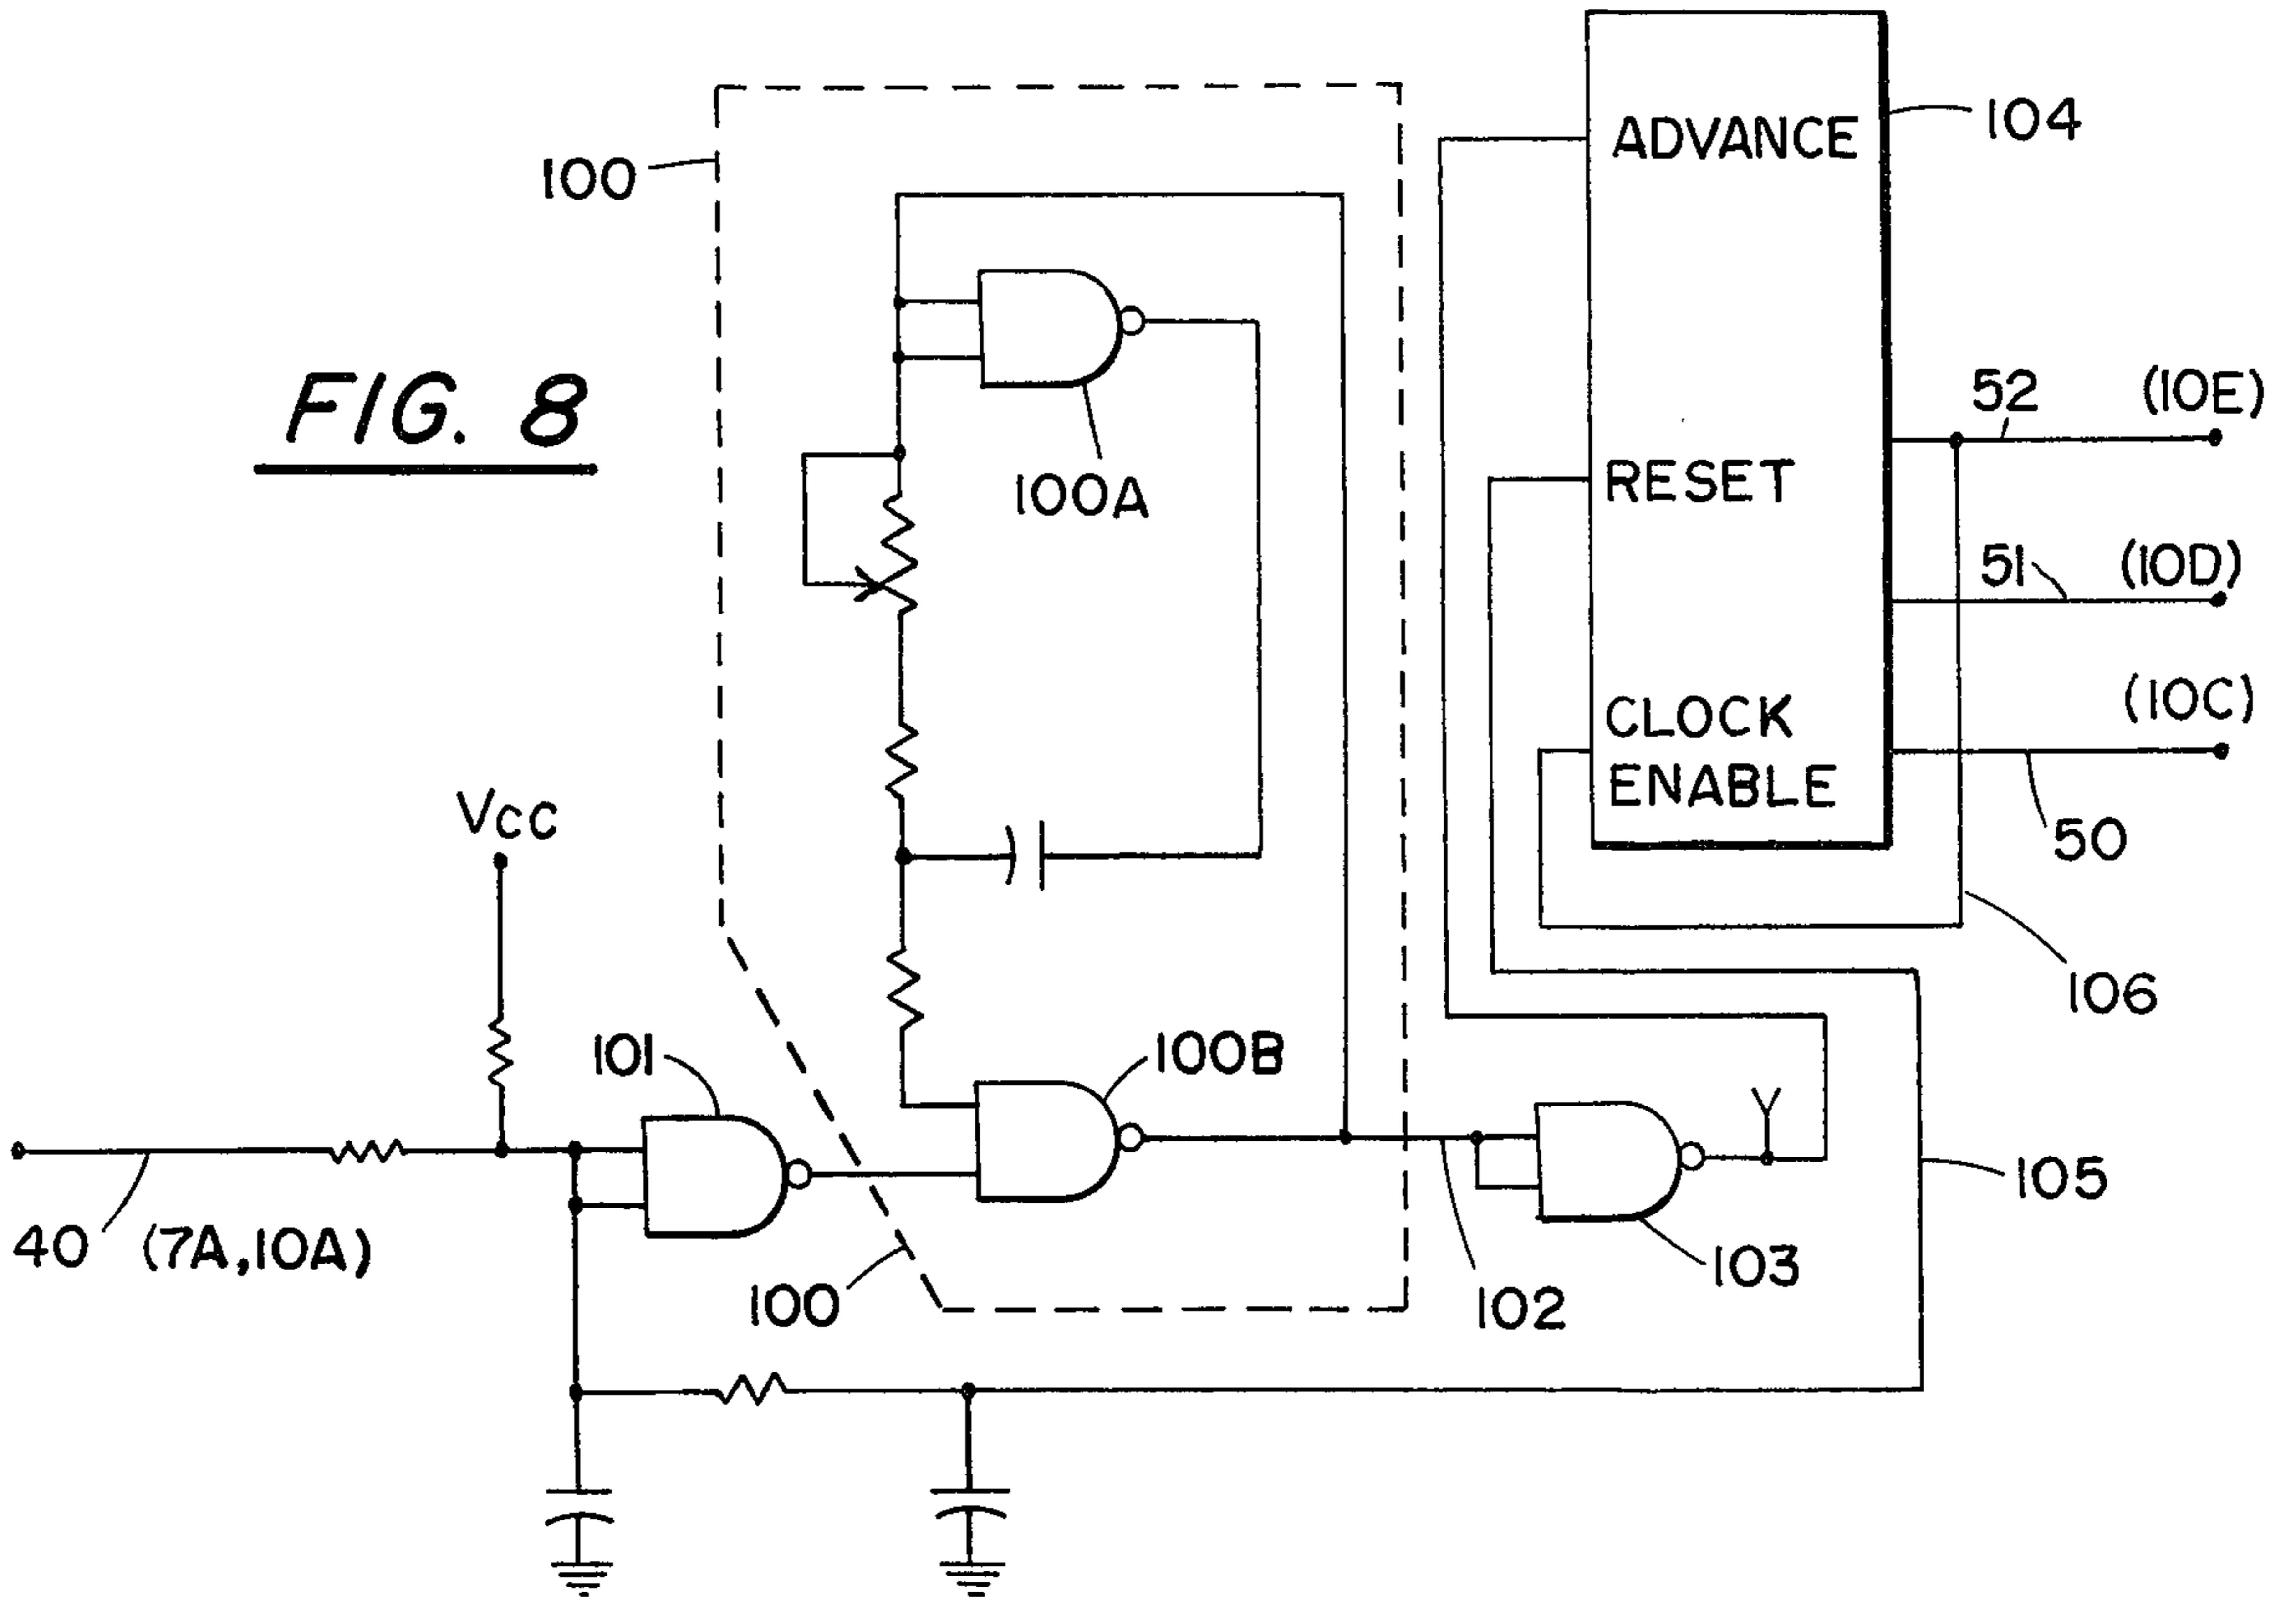 FIG. 8
100
100A
VCC
101
100B
40 (7A,10A)
100
102
103
Y
105
106
104
ADVANCE
RESET
CLOCK
ENABLE
52 (10E)
51 (10D)
(10C)
50